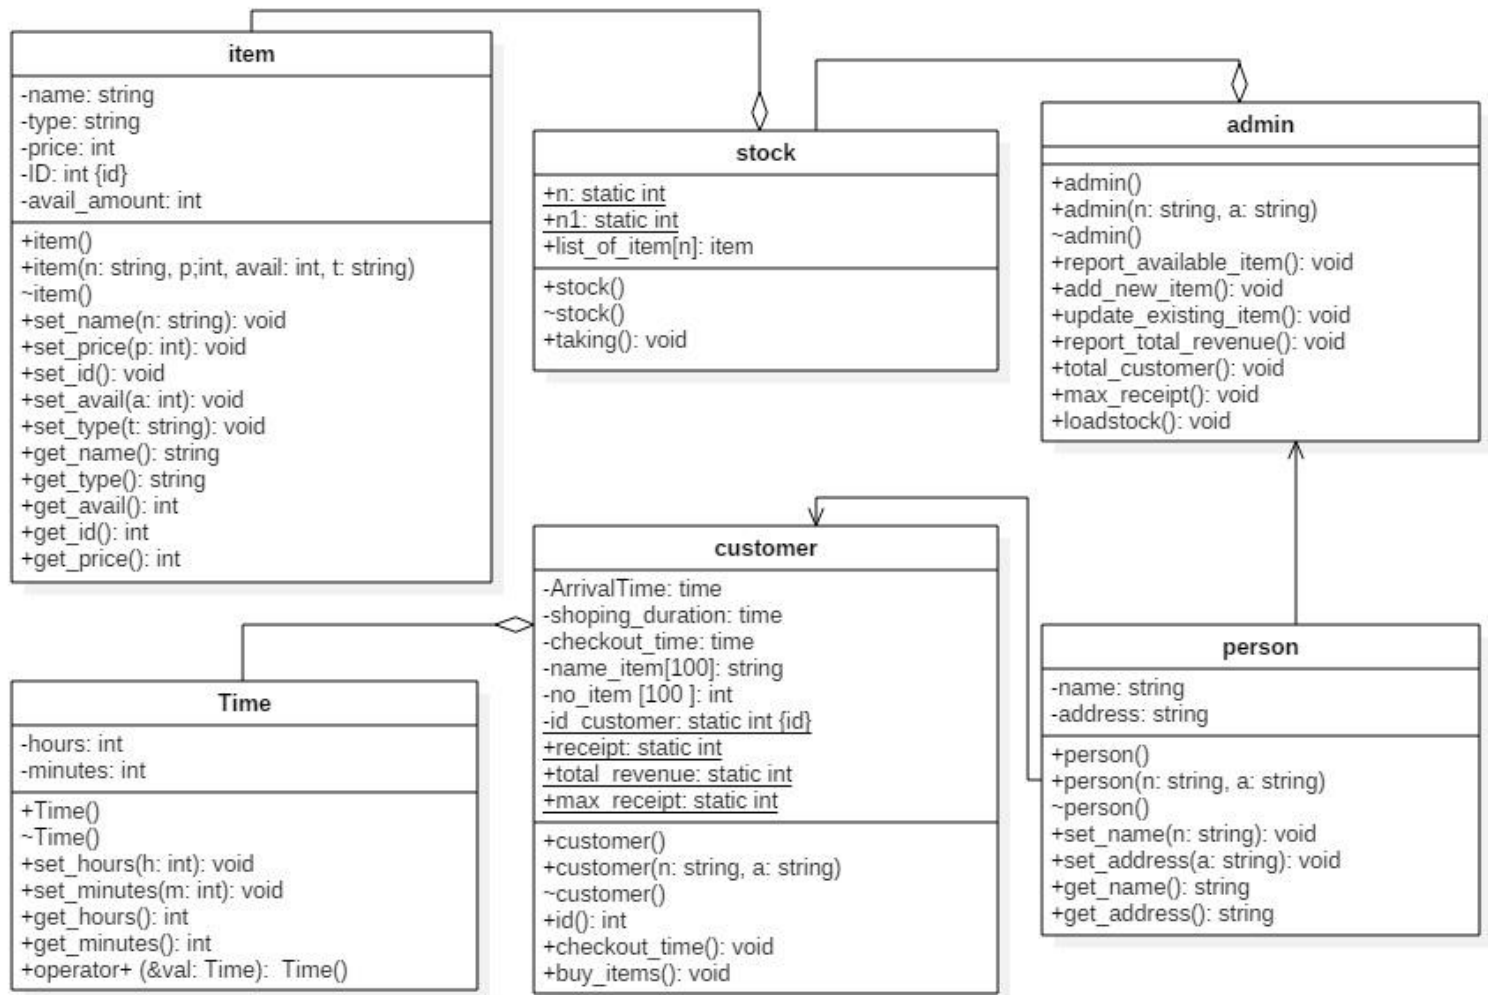 item
-name: string
-type: string
-price: int
-ID: int {id}
-avail_amount: int
+item()
+item(n: string, p;int, avail: int, t: string)
~item()
+set_name(n: string): void
+set_price(p: int): void
+set_id(): void
+set_avail(a: int): void
+set_type(t: string): void
+get_name(): string
+get_type(): string
+get_avail(): int
+get_id(): int
+get_price(): int
stock
+n: static int
+n1: static int
+list_of_item[n]: item
+stock()
~stock()
+taking(): void
admin
+admin()
+admin(n: string, a: string)
~admin()
+report_available_item(): void
+add_new_item(): void
+update_existing_item(): void
+report_total_revenue(): void
+total_customer(): void
+max_receipt(): void
+loadstock(): void
Time
-hours: int
-minutes: int
+Time()
~Time()
+set_hours(h: int): void
+set_minutes(m: int): void
+get_hours(): int
+get_minutes(): int
+operator+ (&val: Time):  Time()
customer
-ArrivalTime: time
-shoping_duration: time
-checkout_time: time
-name_item[100]: string
-no_item [100 ]: int
-id_customer: static int {id}
+receipt: static int
+total_revenue: static int
+max_receipt: static int
+customer()
+customer(n: string, a: string)
~customer()
+id(): int
+checkout_time(): void
+buy_items(): void
person
-name: string
-address: string
+person()
+person(n: string, a: string)
~person()
+set_name(n: string): void
+set_address(a: string): void
+get_name(): string
+get_address(): string